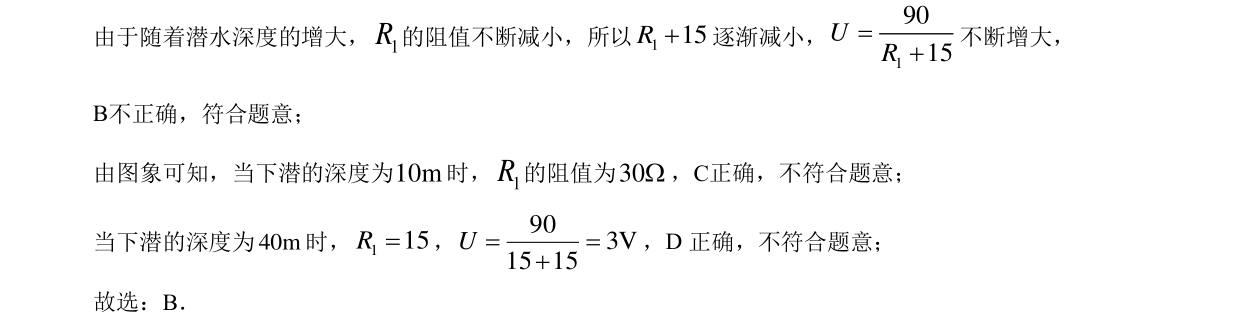 由于随着潜水深度的增大，R₁的阻值不断减小，所以R₁+15逐渐减小，U=90/(R₁+15)不断增大，
B不正确，符合题意；
由图象可知，当下潜的深度为10m时，R₁的阻值为30Ω，C正确，不符合题意；
当下潜的深度为40m时，R₁=15，U=90/(15+15)=3V，D正确，不符合题意；
故选：B．